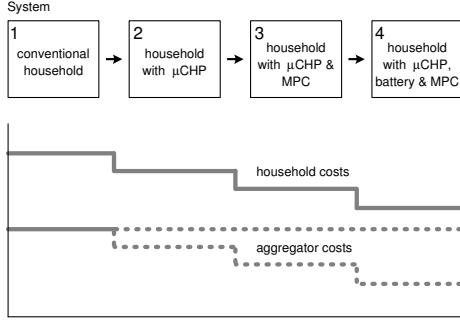 System
1
conventional
household
2
household
with μCHP
3
household
with μCHP &
MPC
4
household
with μCHP,
battery & MPC
household costs
aggregator costs